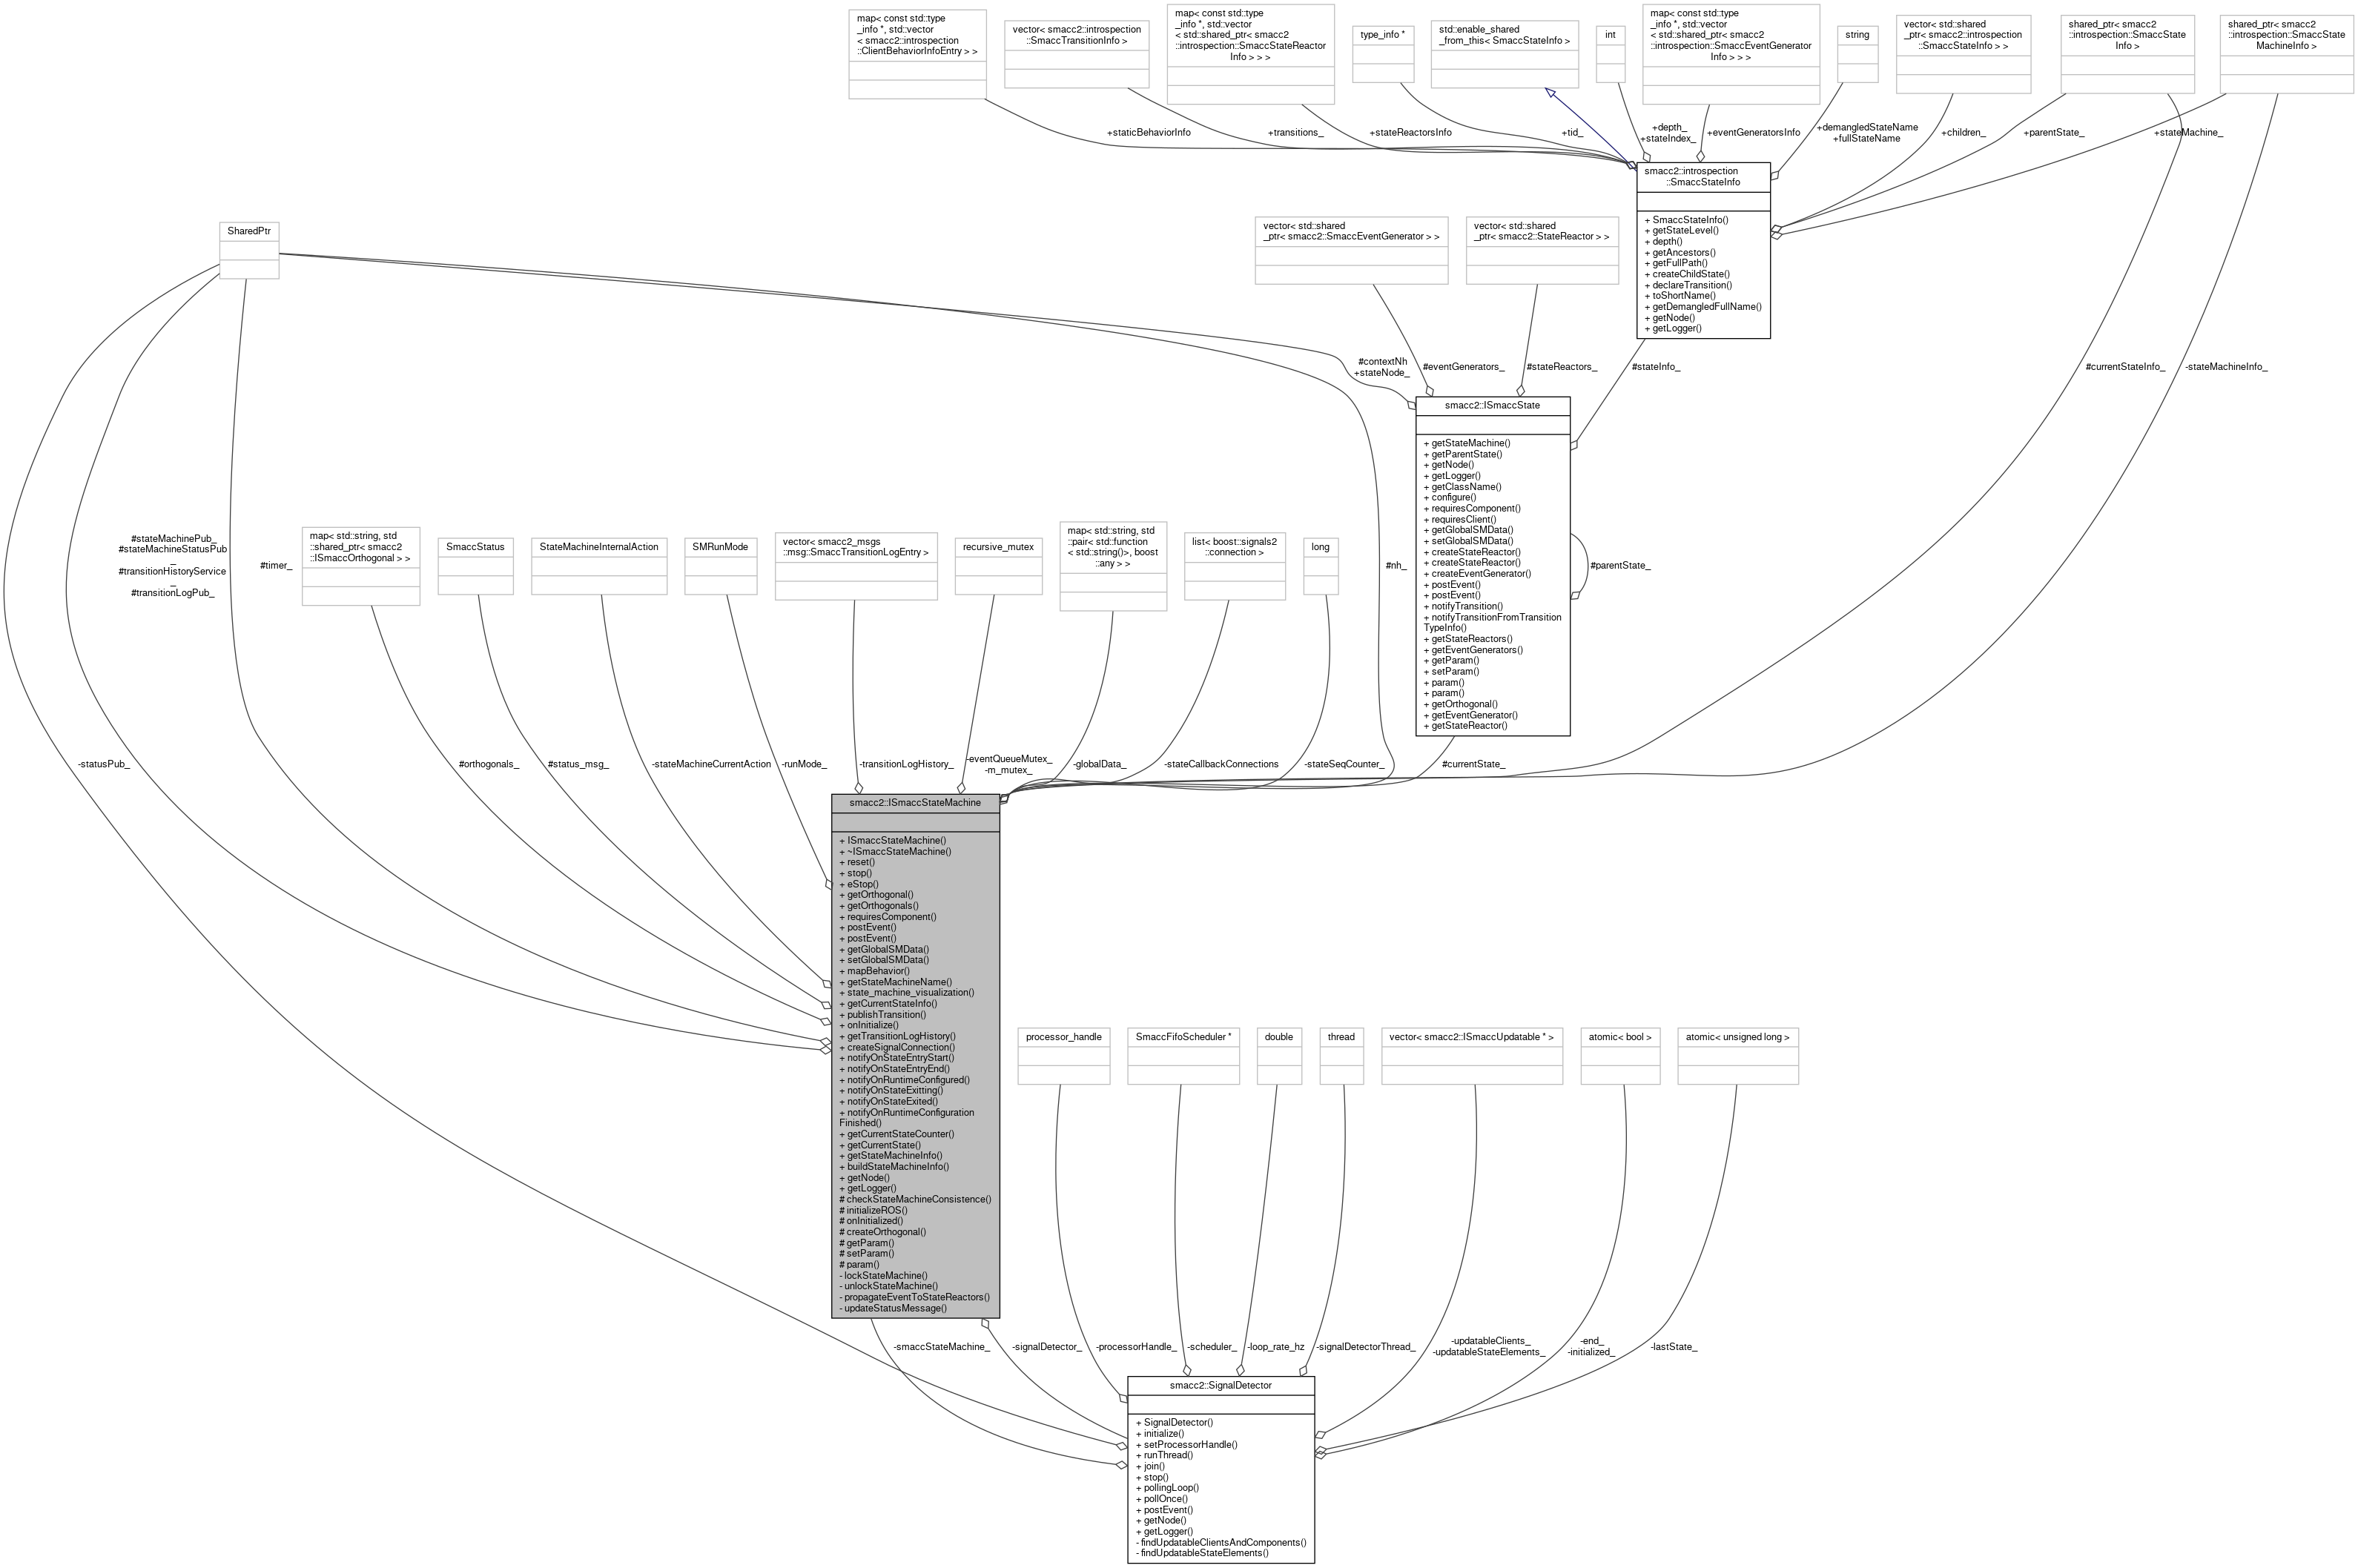 map< const std::type
_info *, std::vector
< smacc2::introspection
::ClientBehaviorInfoEntry > >
vector< smacc2::introspection
::SmaccTransitionInfo >
map< const std::type
_info *, std::vector
< std::shared_ptr< smacc2
::introspection::SmaccStateReactor
Info > > >
type_info *
std::enable_shared
_from_this< SmaccStateInfo >
int
map< const std::type
_info *, std::vector
< std::shared_ptr< smacc2
::introspection::SmaccEventGenerator
Info > > >
string
vector< std::shared
_ptr< smacc2::introspection
::SmaccStateInfo > >
shared_ptr< smacc2
::introspection::SmaccState
Info >
shared_ptr< smacc2
::introspection::SmaccState
MachineInfo >
+staticBehaviorInfo
+transitions_
+stateReactorsInfo
+tid_
+depth_
+stateIndex_
+eventGeneratorsInfo
+demangledStateName
+fullStateName
+children_
+parentState_
+stateMachine_
smacc2::introspection
::SmaccStateInfo
+ SmaccStateInfo()
+ getStateLevel()
+ depth()
+ getAncestors()
+ getFullPath()
+ createChildState()
+ declareTransition()
+ toShortName()
+ getDemangledFullName()
+ getNode()
+ getLogger()
SharedPtr
vector< std::shared
_ptr< smacc2::SmaccEventGenerator > >
vector< std::shared
_ptr< smacc2::StateReactor > >
#contextNh
+stateNode_
#eventGenerators_
#stateReactors_
#stateInfo_
#currentStateInfo_
-stateMachineInfo_
smacc2::ISmaccState
+ getStateMachine()
+ getParentState()
+ getNode()
+ getLogger()
+ getClassName()
+ configure()
+ requiresComponent()
+ requiresClient()
+ getGlobalSMData()
+ setGlobalSMData()
+ createStateReactor()
+ createStateReactor()
+ createEventGenerator()
+ postEvent()
+ postEvent()
+ notifyTransition()
+ notifyTransitionFromTransition
TypeInfo()
+ getStateReactors()
+ getEventGenerators()
+ getParam()
+ setParam()
+ param()
+ param()
+ getOrthogonal()
+ getEventGenerator()
+ getStateReactor()
#parentState_
#stateMachinePub_
#stateMachineStatusPub
_
#transitionHistoryService
_
#transitionLogPub_
#timer_
map< std::string, std
::shared_ptr< smacc2
::ISmaccOrthogonal > >
SmaccStatus
StateMachineInternalAction
SMRunMode
vector< smacc2_msgs
::msg::SmaccTransitionLogEntry >
recursive_mutex
map< std::string, std
::pair< std::function
< std::string()>, boost
::any > >
list< boost::signals2
::connection >
long
#nh_
-statusPub_
#orthogonals_
#status_msg_
-stateMachineCurrentAction
-runMode_
-transitionLogHistory_
-eventQueueMutex_
-m_mutex_
-globalData_
-stateCallbackConnections
-stateSeqCounter_
#currentState_
smacc2::ISmaccStateMachine
+ ISmaccStateMachine()
+ ~ISmaccStateMachine()
+ reset()
+ stop()
+ eStop()
+ getOrthogonal()
+ getOrthogonals()
+ requiresComponent()
+ postEvent()
+ postEvent()
+ getGlobalSMData()
+ setGlobalSMData()
+ mapBehavior()
+ getStateMachineName()
+ state_machine_visualization()
+ getCurrentStateInfo()
+ publishTransition()
+ onInitialize()
+ getTransitionLogHistory()
+ createSignalConnection()
+ notifyOnStateEntryStart()
+ notifyOnStateEntryEnd()
+ notifyOnRuntimeConfigured()
+ notifyOnStateExitting()
+ notifyOnStateExited()
+ notifyOnRuntimeConfiguration
Finished()
+ getCurrentStateCounter()
+ getCurrentState()
+ getStateMachineInfo()
+ buildStateMachineInfo()
+ getNode()
+ getLogger()
# checkStateMachineConsistence()
# initializeROS()
# onInitialized()
# createOrthogonal()
# getParam()
# setParam()
# param()
- lockStateMachine()
- unlockStateMachine()
- propagateEventToStateReactors()
- updateStatusMessage()
processor_handle
SmaccFifoScheduler *
double
thread
vector< smacc2::ISmaccUpdatable * >
atomic< bool >
atomic< unsigned long >
-smaccStateMachine_
-signalDetector_
-processorHandle_
-scheduler_
-loop_rate_hz
-signalDetectorThread_
-updatableClients_
-updatableStateElements_
-end_
-initialized_
-lastState_
smacc2::SignalDetector
+ SignalDetector()
+ initialize()
+ setProcessorHandle()
+ runThread()
+ join()
+ stop()
+ pollingLoop()
+ pollOnce()
+ postEvent()
+ getNode()
+ getLogger()
- findUpdatableClientsAndComponents()
- findUpdatableStateElements()